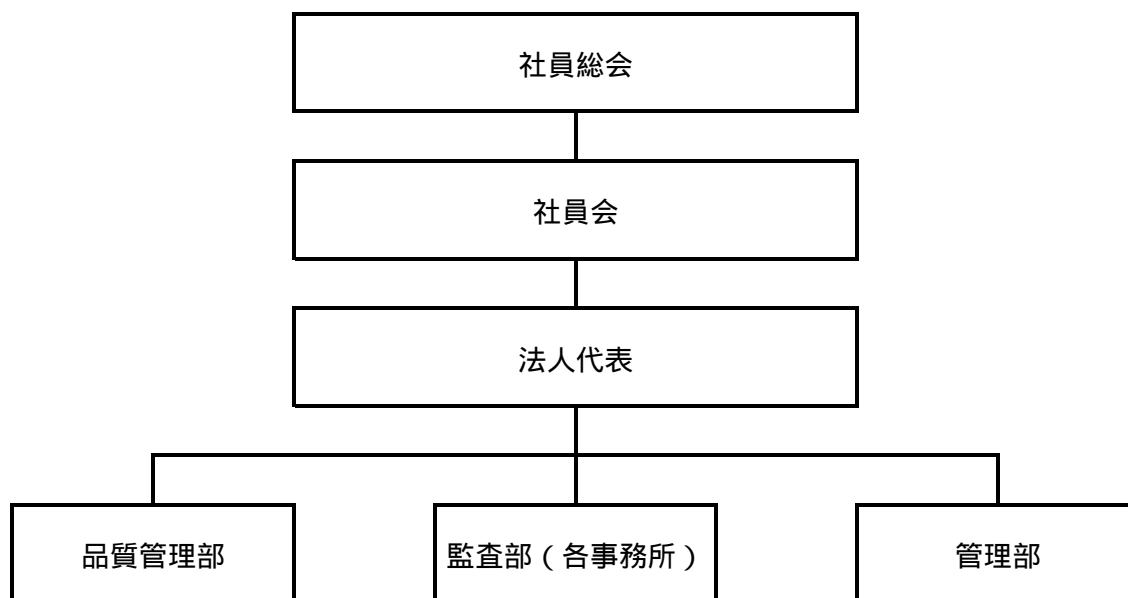 社員総会
社員会
法人代表
品質管理部
監査部（各事務所）
管理部